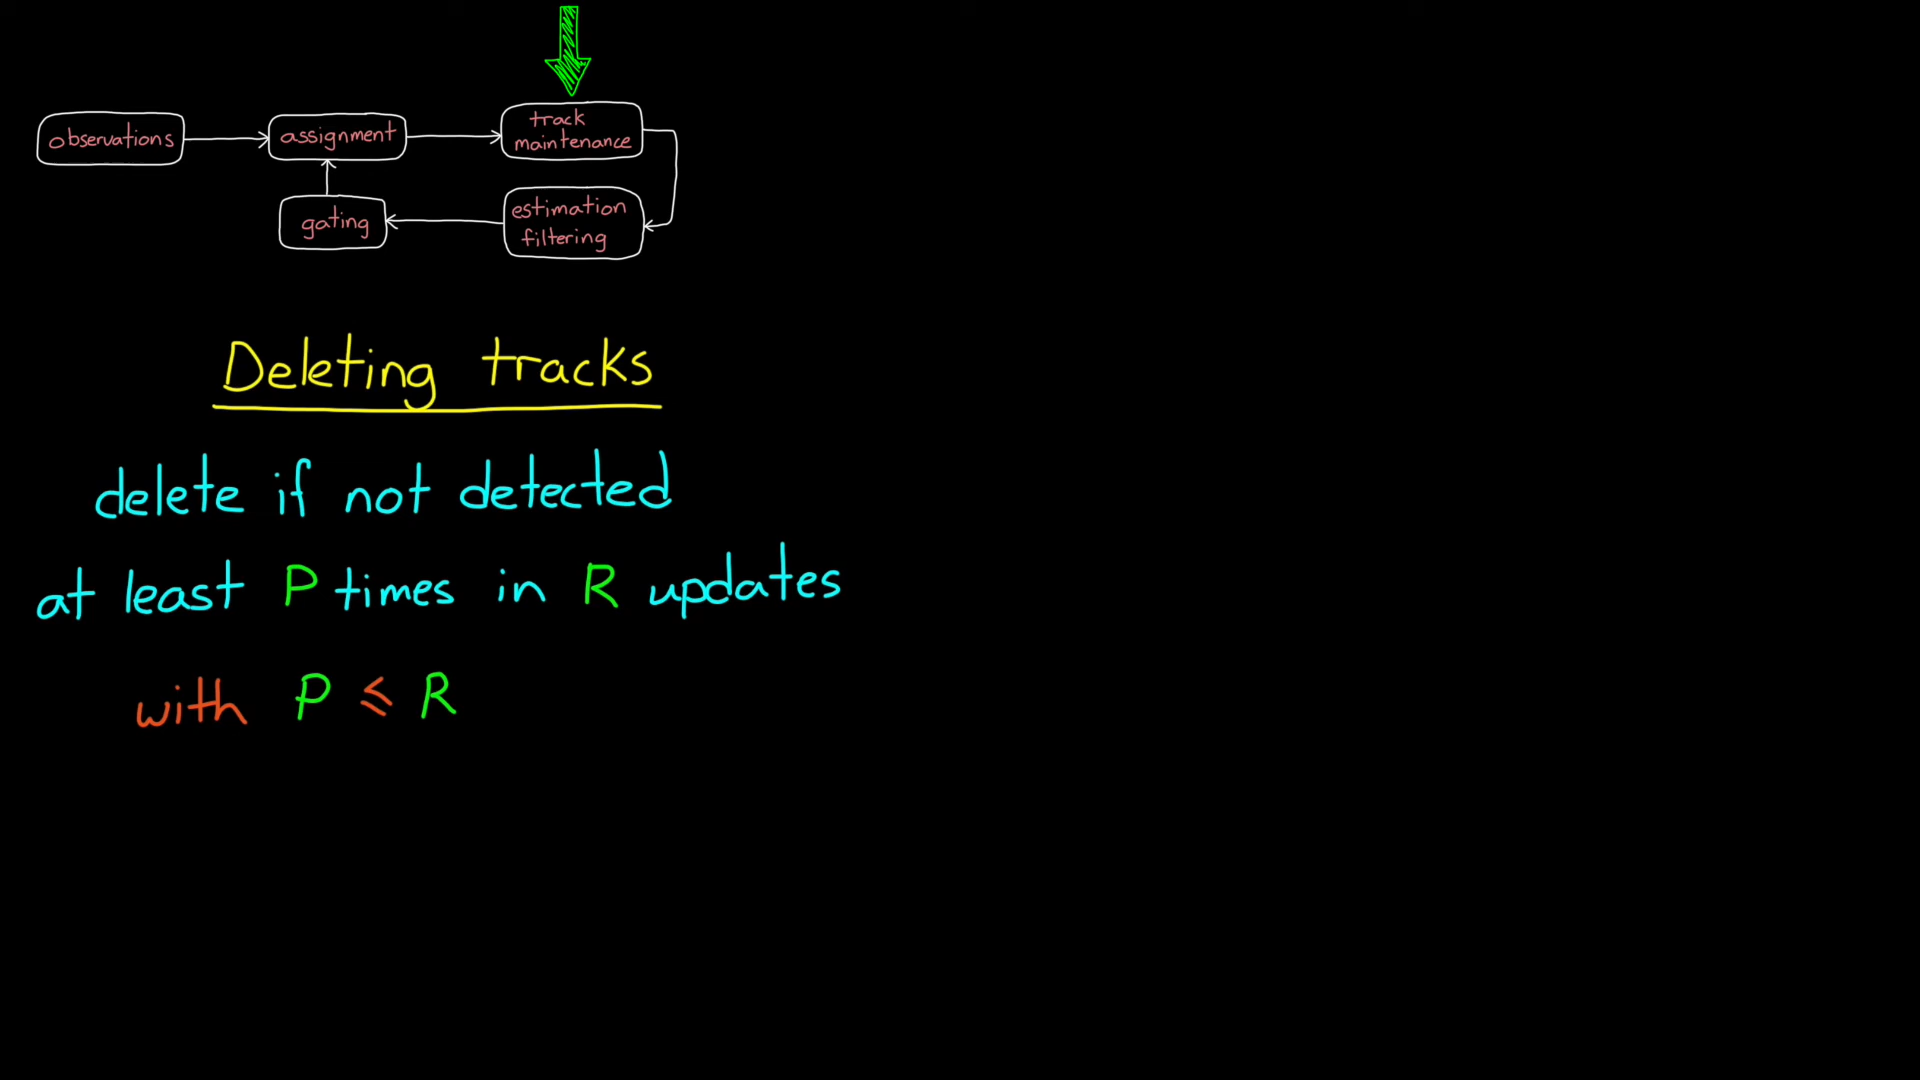 observations
assignment
track
maintenance
gating
estimation
filtering
Deleting tracks
delete if not detected
at least P times in R updates
with P ⩽ R